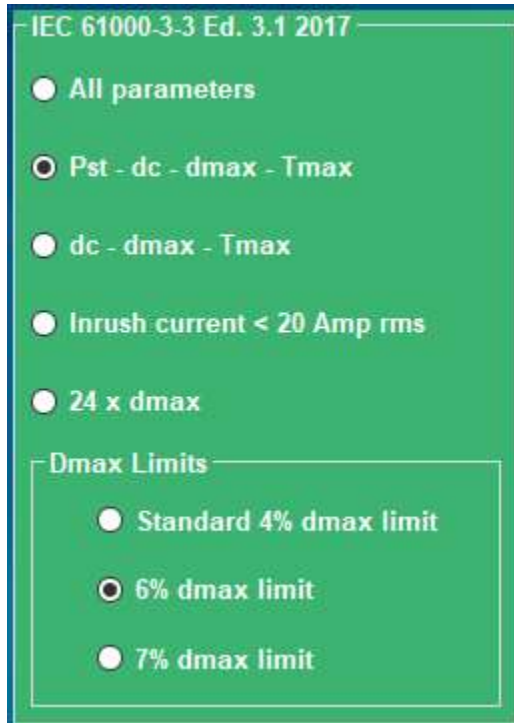 IEC 61000-3-3 Ed. 3.1 2017
All parameters
Pst - dc - dmax - Tmax
dc - dmax - Tmax
Inrush current < 20 Amp rms
24 x dmax
Dmax Limits
Standard 4% dmax limit
6% dmax limit
7% dmax limit